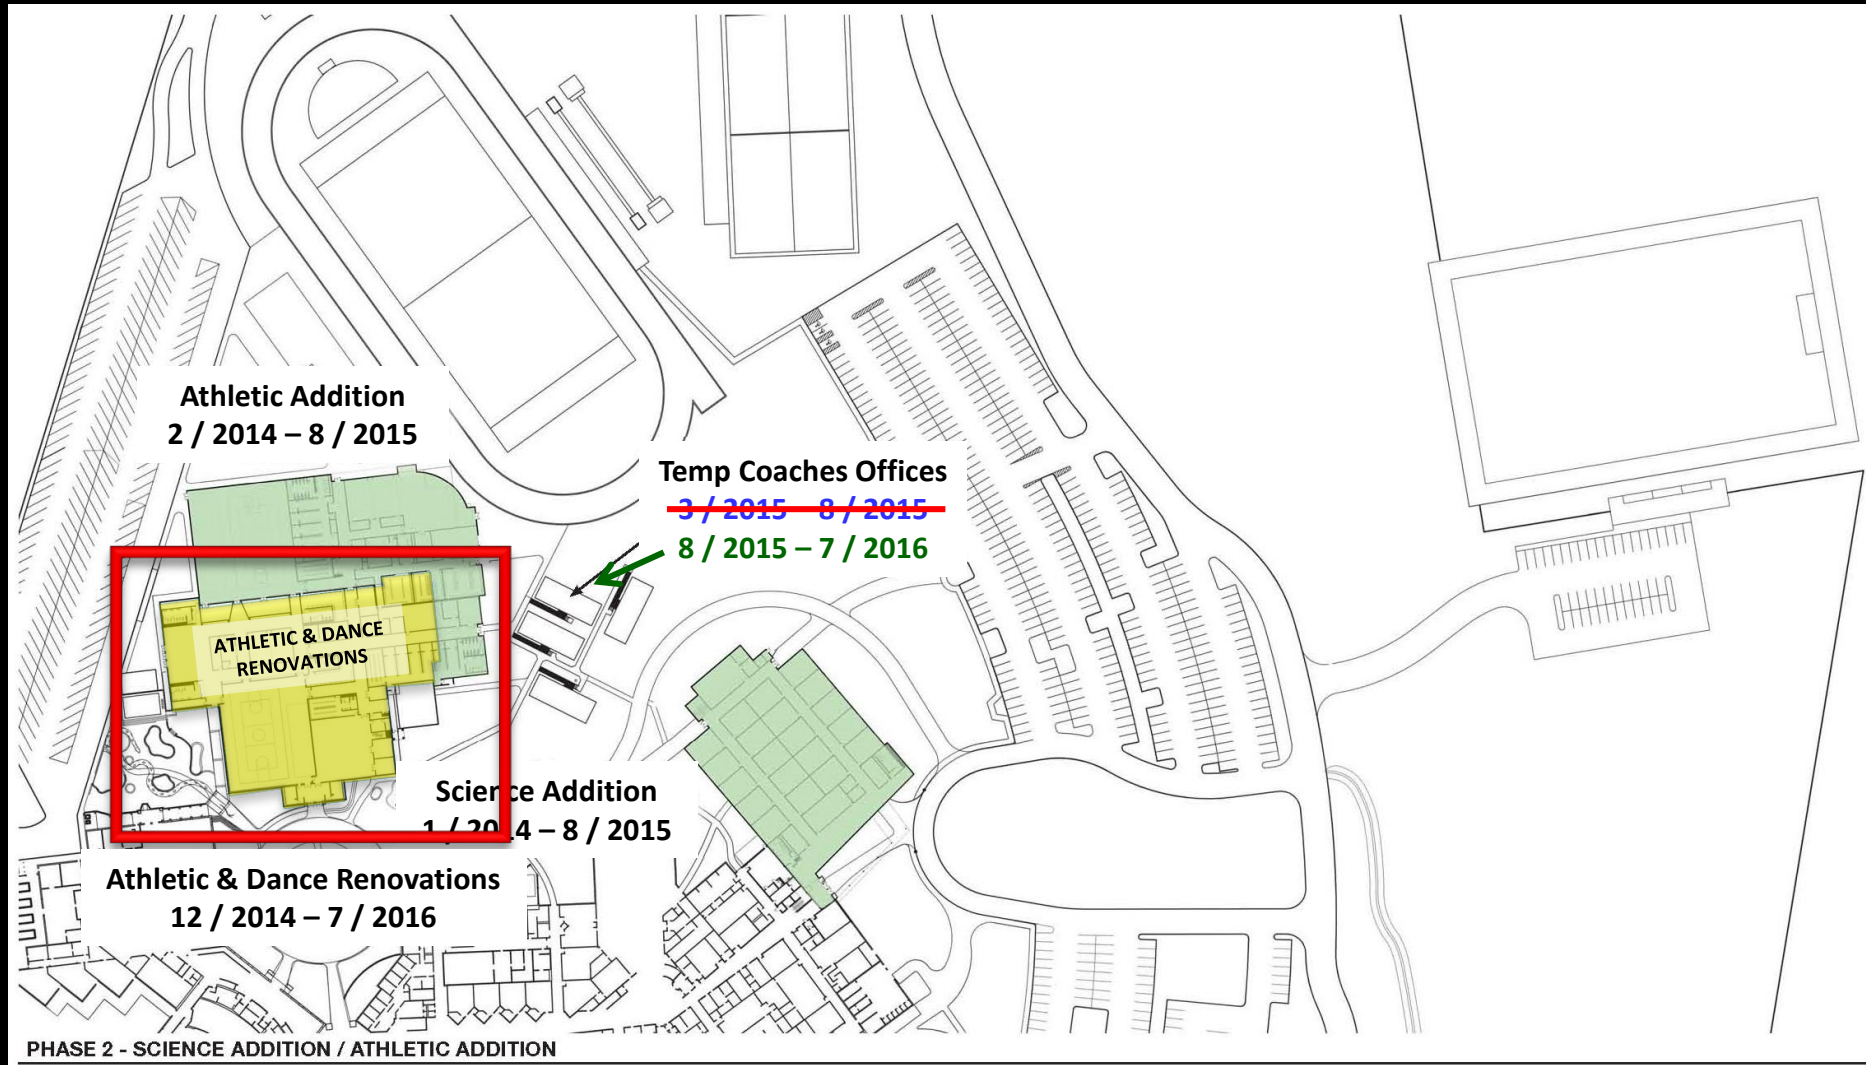 Athletic Addition
2 / 2014 – 8 / 2015
Temp Coaches Offices
3 / 2015 – 8 / 2015
8 / 2015 – 7 / 2016
ATHLETIC & DANCE
RENOVATIONS
Science Addition
1 / 2014 – 8 / 2015
Athletic & Dance Renovations
12 / 2014 – 7 / 2016
PHASE 2 - SCIENCE ADDITION / ATHLETIC ADDITION